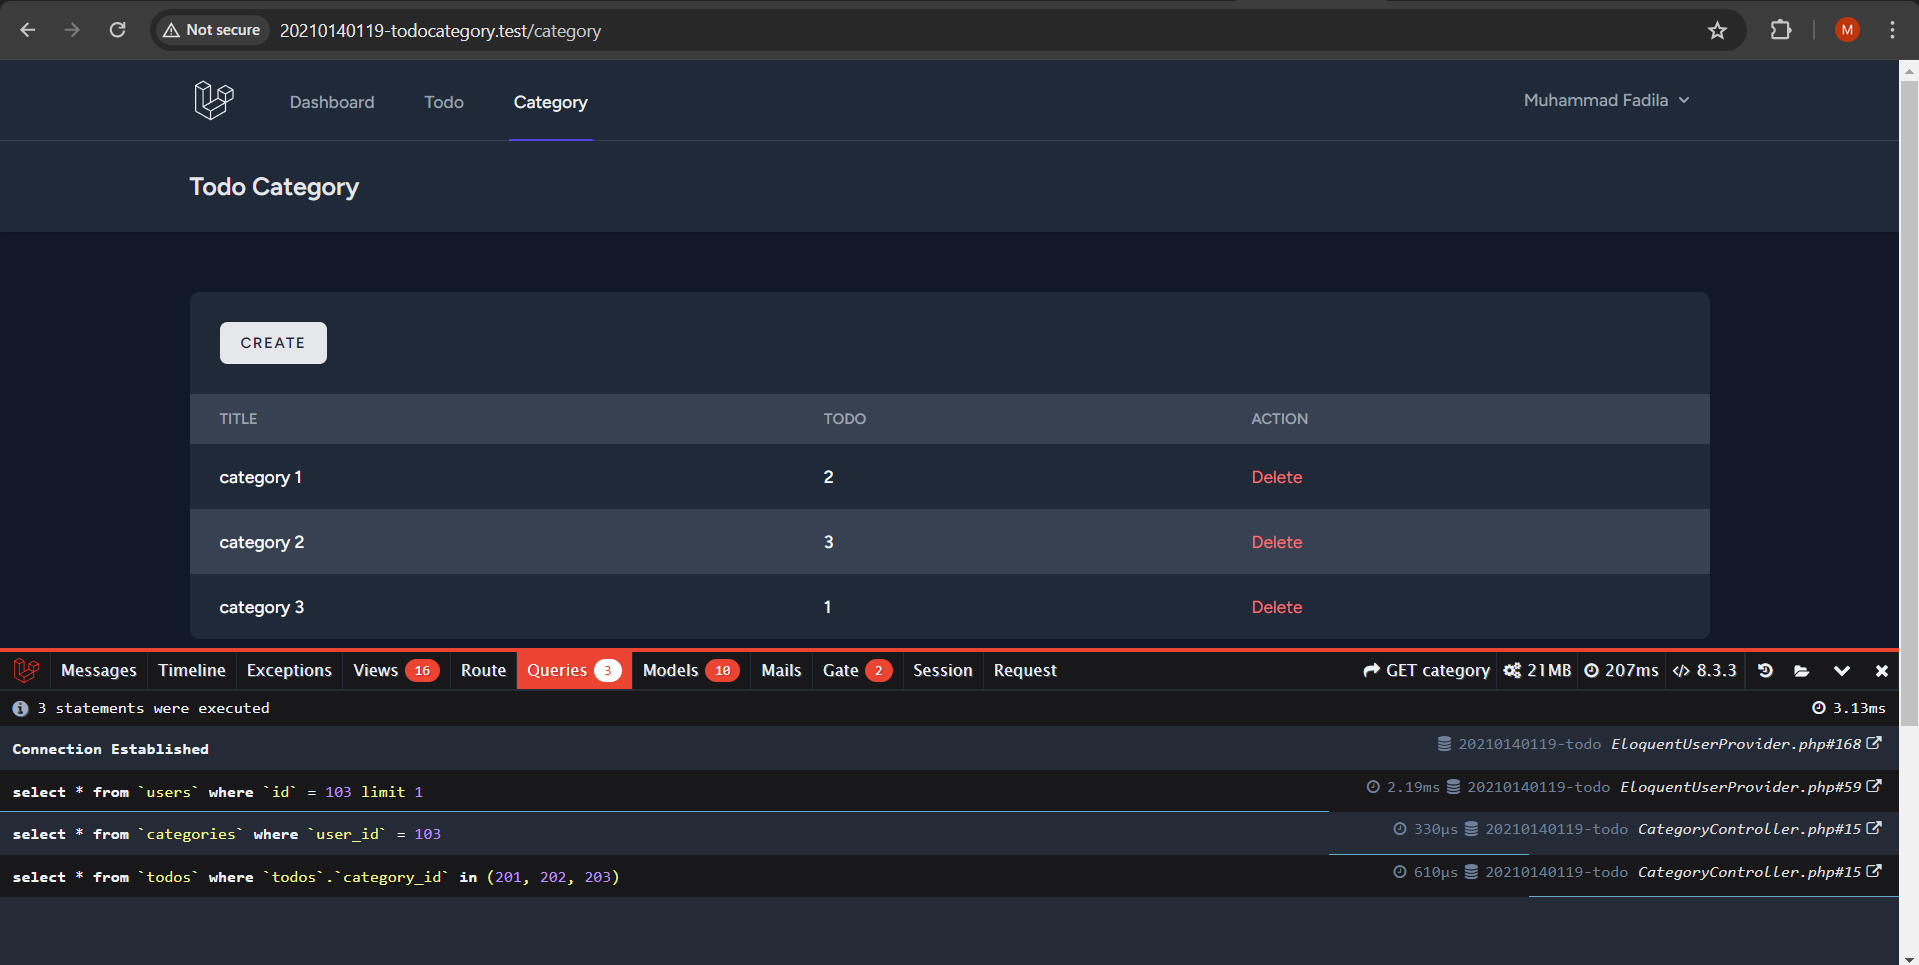 Not secure 20210140119-todocategory.test/category M
Dashboard Todo Category Muhammad Fadila
Todo Category
CREATE
TITLE TODO ACTION
category 1 2 Delete
category 2 3 Delete
category 3 1 Delete
Messages Timeline Exceptions Views 16 Route Queries 3 Models 10 Mails Gate 2 Session Request GET category 21MB 207ms 8.3.3
3 statements were executed 3.13ms
Connection Established 20210140119-todo EloquentUserProvider.php#168
select * from `users` where `id` = 103 limit 1 2.19ms 20210140119-todo EloquentUserProvider.php#59
select * from `categories` where `user_id` = 103 330μs 20210140119-todo CategoryController.php#15
select * from `todos` where `todos`.`category_id` in (201, 202, 203) 610μs 20210140119-todo CategoryController.php#15